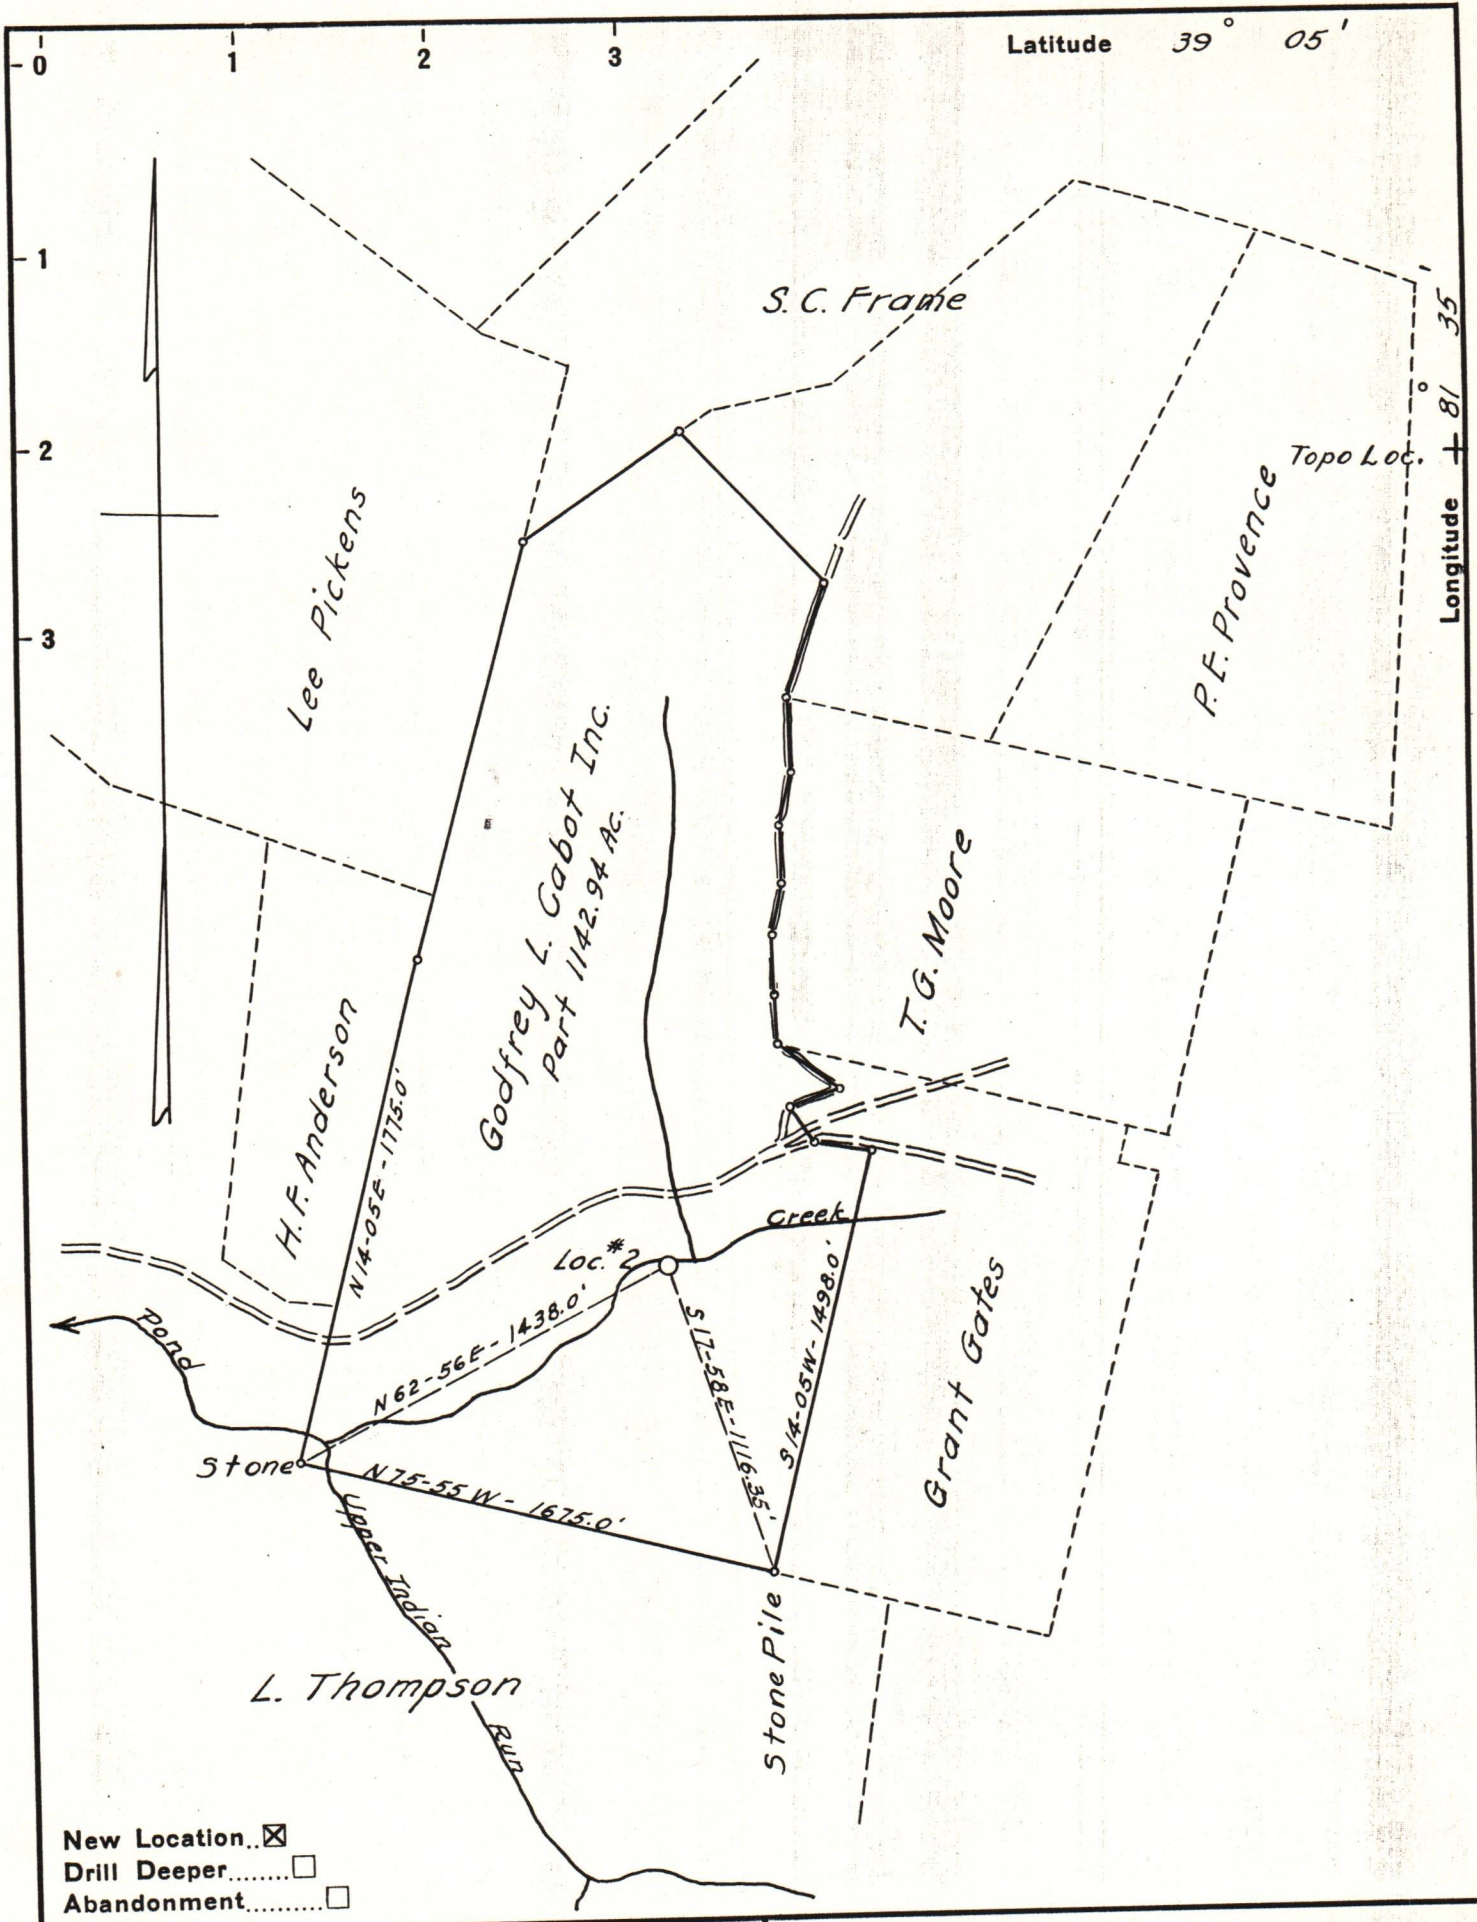 0 1 2 3 Latitude 39° 05'
1
2
3
S. C. Frame
Longitude 81° 35'
Topo Loc. +
Lee Pickens
P. E. Provence
Godfrey L. Cabot Inc.
Part 1142.94 Ac.
T. G. Moore
H. F. Anderson
N14-05E-1775.0'
Creek
Loc. #2
Pond
N62-56E-1438.0'
S17-58E-1116.35'
S14-05W-1498.0'
Grant Gates
Stone
N75-55W-1675.0'
Upper Indian
Run
Stone Pile
L. Thompson
New Location..☒
Drill Deeper........☐
Abandonment..........☐